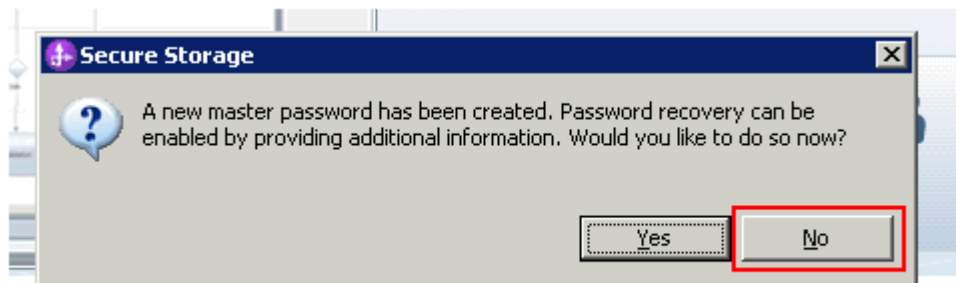 Secure Storage
A new master password has been created. Password recovery can be
enabled by providing additional information. Would you like to do so now?
Yes
No